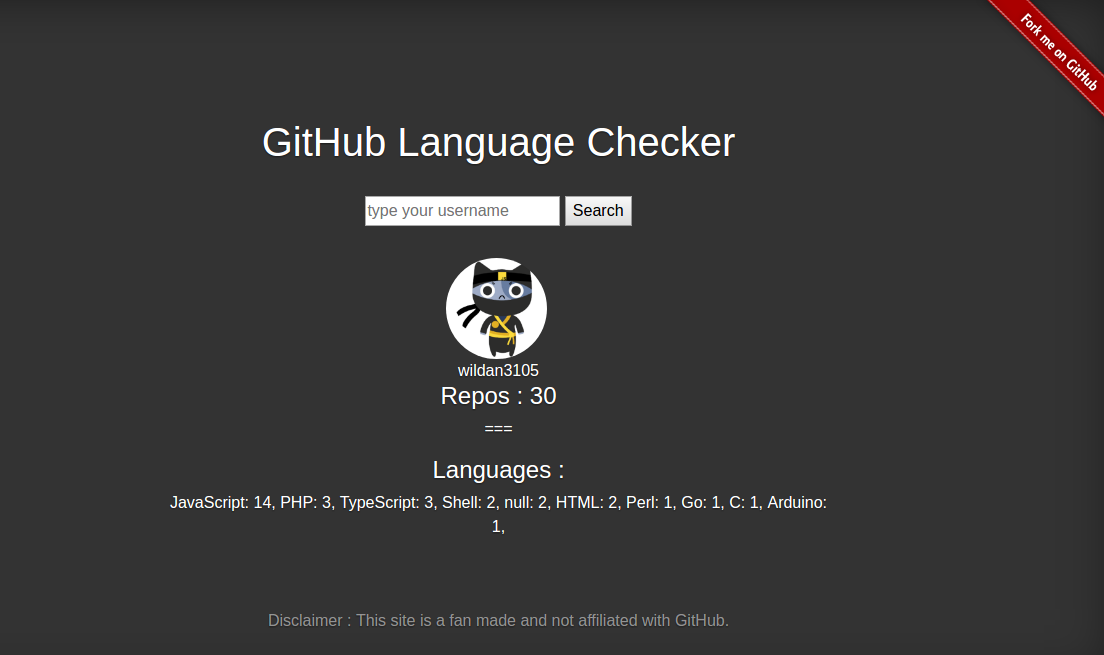 Fork me on GitHub
GitHub Language Checker
type your username Search
wildan3105
Repos : 30
===
Languages :
JavaScript: 14, PHP: 3, TypeScript: 3, Shell: 2, null: 2, HTML: 2, Perl: 1, Go: 1, C: 1, Arduino:
1,
Disclaimer : This site is a fan made and not affiliated with GitHub.